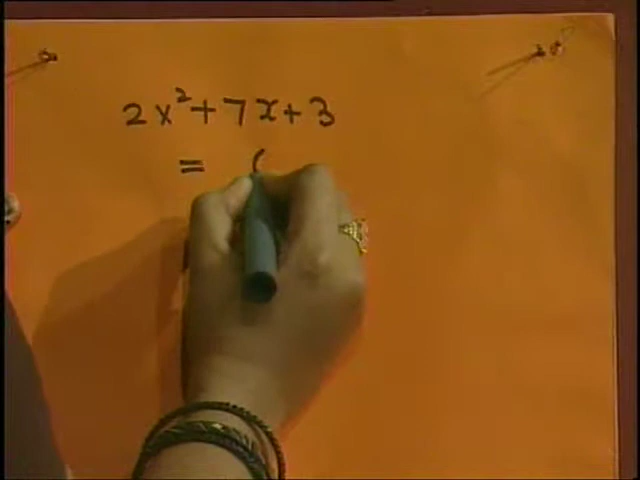 2x²+7x+3
= (